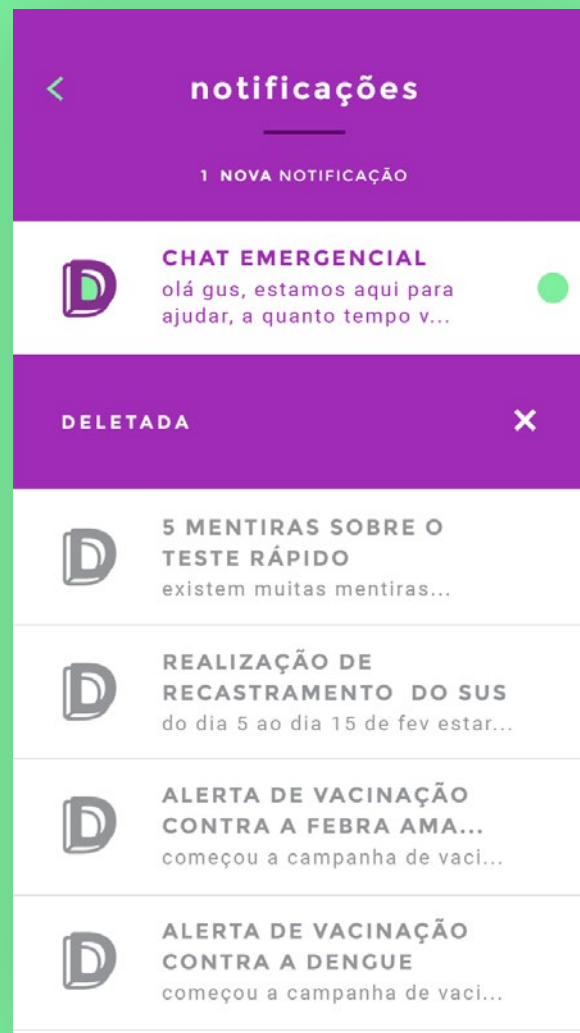 notificações
1 NOVA NOTIFICAÇÃO
CHAT EMERGENCIAL
olá gus, estamos aqui para
ajudar, a quanto tempo v...
DELETADA
5 MENTIRAS SOBRE O
TESTE RÁPIDO
existem muitas mentiras...
REALIZAÇÃO DE
RECASTRAMENTO DO SUS
do dia 5 ao dia 15 de fev estar...
ALERTA DE VACINAÇÃO
CONTRA A FEBRA AMA...
começou a campanha de vaci...
ALERTA DE VACINAÇÃO
CONTRA A DENGUE
começou a campanha de vaci...